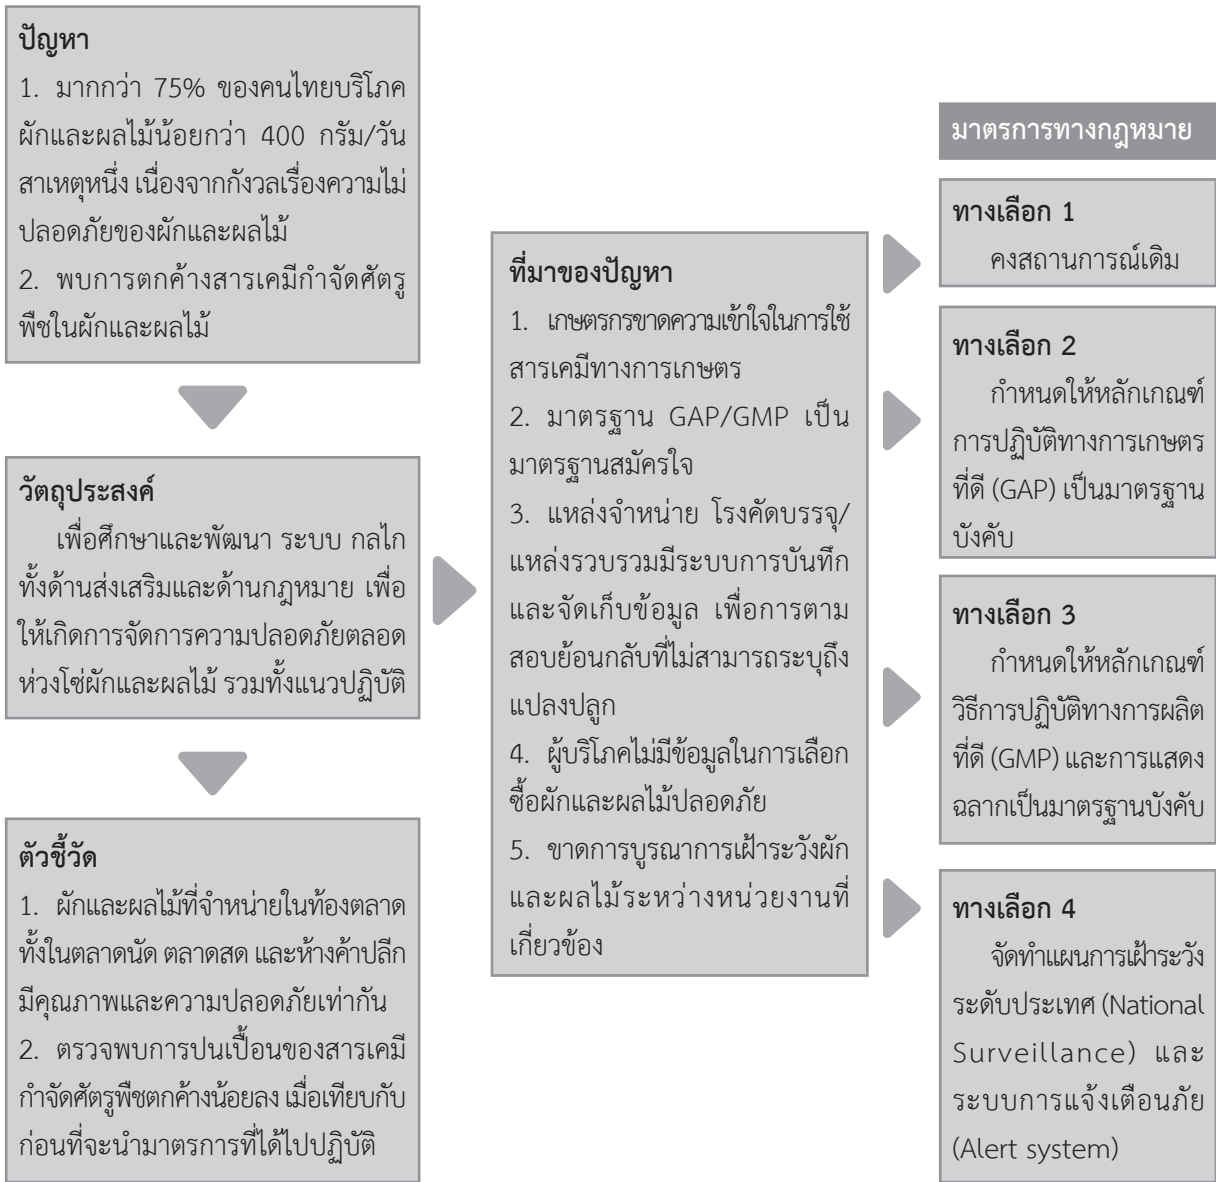 ปัญหา
1. มากกว่า 75% ของคนไทยบริโภค
ผักและผลไม้น้อยกว่า 400 กรัม/วัน
สาเหตุหนึ่ง เนื่องจากกังวลเรื่องความไม่
ปลอดภัยของผักและผลไม้
2. พบการตกค้างสารเคมีกำจัดศัตรู
พืชในผักและผลไม้
วัตถุประสงค์
เพื่อศึกษาและพัฒนา ระบบ กลไก
ทั้งด้านส่งเสริมและด้านกฎหมาย เพื่อ
ให้เกิดการจัดการความปลอดภัยตลอด
ห่วงโซ่ผักและผลไม้ รวมทั้งแนวปฏิบัติ
ตัวชี้วัด
1. ผักและผลไม้ที่จำหน่ายในท้องตลาด
ทั้งในตลาดนัด ตลาดสด และห้างค้าปลีก
มีคุณภาพและความปลอดภัยเท่ากัน
2. ตรวจพบการปนเปื้อนของสารเคมี
กำจัดศัตรูพืชตกค้างน้อยลง เมื่อเทียบกับ
ก่อนที่จะนำมาตรการที่ได้ไปปฏิบัติ
ที่มาของปัญหา
1. เกษตรกรขาดความเข้าใจในการใช้
สารเคมีทางการเกษตร
2. มาตรฐาน GAP/GMP เป็น
มาตรฐานสมัครใจ
3. แหล่งจำหน่าย โรงคัดบรรจุ/
แหล่งรวบรวมมีระบบการบันทึก
และจัดเก็บข้อมูล เพื่อการตาม
สอบย้อนกลับที่ไม่สามารถระบุถึง
แปลงปลูก
4. ผู้บริโภคไม่มีข้อมูลในการเลือก
ซื้อผักและผลไม้ปลอดภัย
5. ขาดการบูรณาการเฝ้าระวังผัก
และผลไม้ระหว่างหน่วยงานที่
เกี่ยวข้อง
มาตรการทางกฎหมาย
ทางเลือก 1
คงสถานการณ์เดิม
ทางเลือก 2
กำหนดให้หลักเกณฑ์
การปฏิบัติทางการเกษตร
ที่ดี (GAP) เป็นมาตรฐาน
บังคับ
ทางเลือก 3
กำหนดให้หลักเกณฑ์
วิธีการปฏิบัติทางการผลิต
ที่ดี (GMP) และการแสดง
ฉลากเป็นมาตรฐานบังคับ
ทางเลือก 4
จัดทำแผนการเฝ้าระวัง
ระดับประเทศ (National
Surveillance) และ
ระบบการแจ้งเตือนภัย
(Alert system)